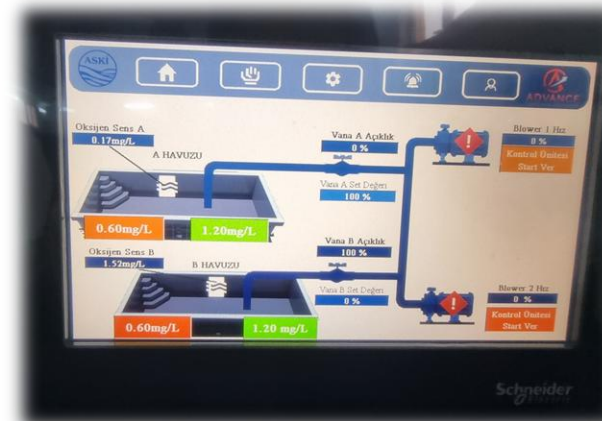 ASKİ
ADVANCE
Oksijen Sens A
0.17mg/L
A HAVUZU
Vana A Açıklık
0 %
Blower 1 Hız
0 %
Kontrol Ünitesi
Start Ver
Vana A Set Değeri
100 %
0.60mg/L
1.20mg/L
Oksijen Sens B
1.52mg/L
B HAVUZU
Vana B Açıklık
100 %
Vana B Set Değeri
0 %
Blower 2 Hız
0 %
Kontrol Ünitesi
Start Ver
0.60mg/L
1.20 mg/L
Schneider
Electric